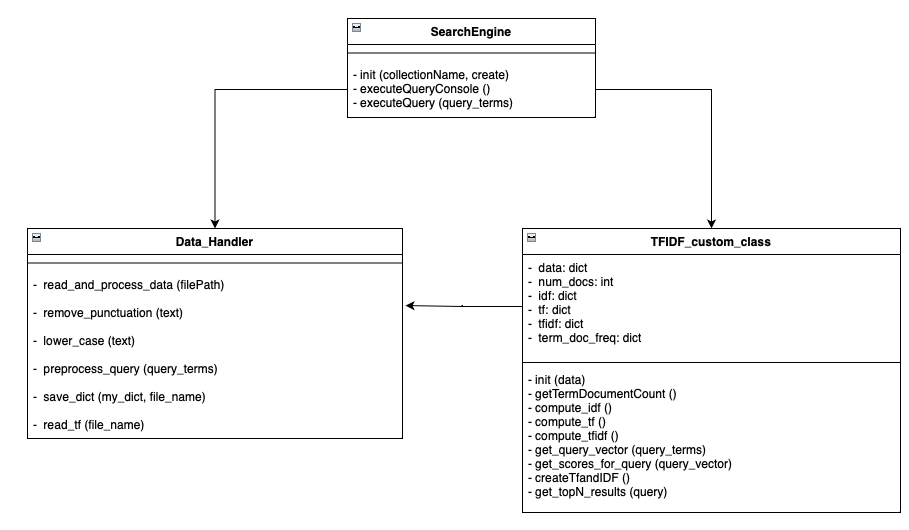 SearchEngine
- init (collectionName, create)
- executeQueryConsole ()
- executeQuery (query_terms)
Data_Handler
- read_and_process_data (filePath)
- remove_punctuation (text)
- lower_case (text)
- preprocess_query (query_terms)
- save_dict (my_dict, file_name)
- read_tf (file_name)
TFIDF_custom_class
- data: dict
- num_docs: int
- idf: dict
- tf: dict
- tfidf: dict
- term_doc_freq: dict
- init (data)
- getTermDocumentCount ()
- compute_idf ()
- compute_tf ()
- compute_tfidf ()
- get_query_vector (query_terms)
- get_scores_for_query (query_vector)
- createTfandIDF ()
- get_topN_results (query)